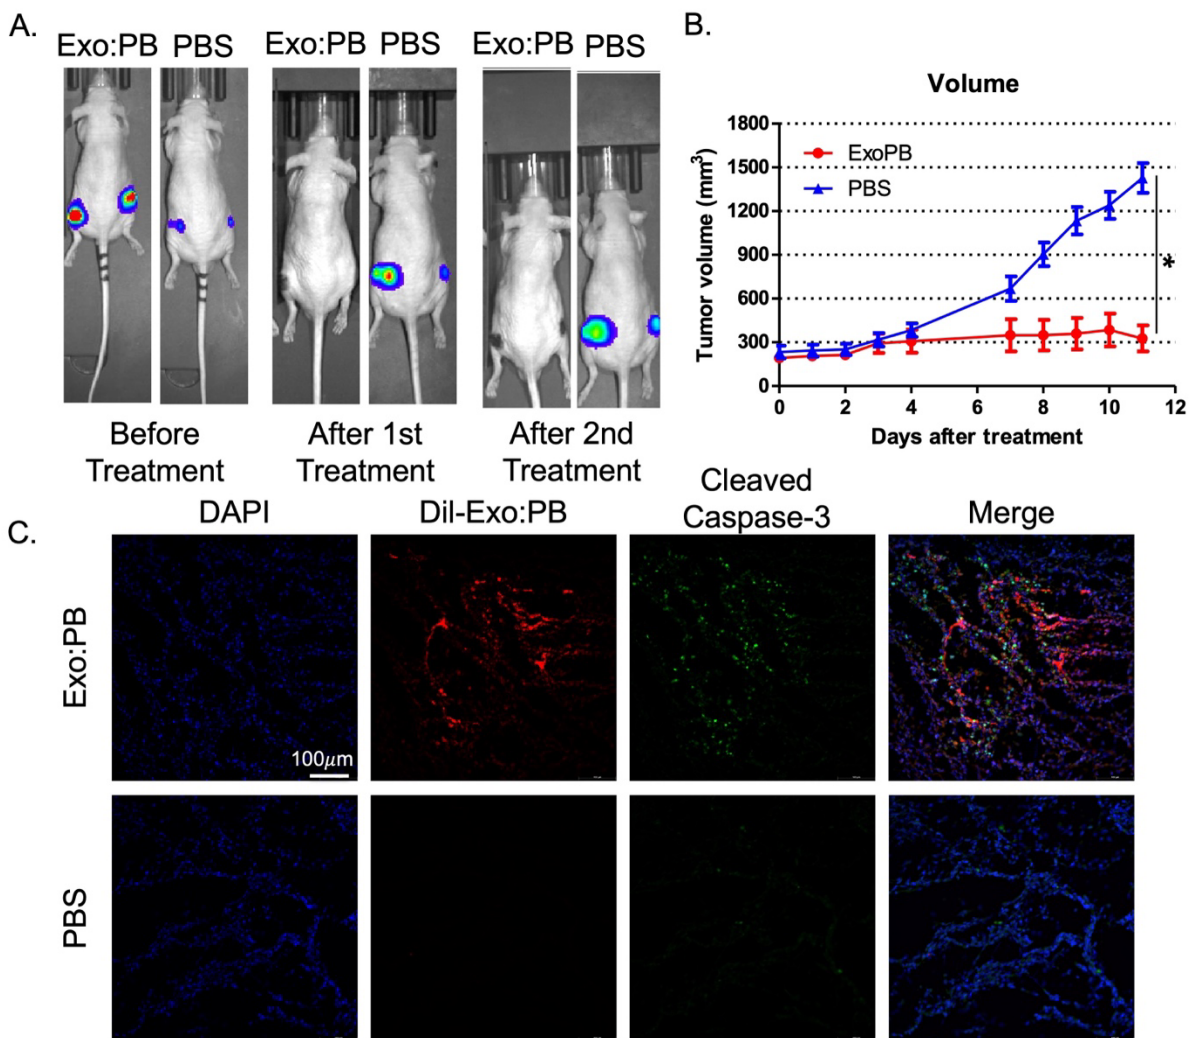 A.
Exo:PB PBS
Exo:PB PBS
Exo:PB PBS
Before
Treatment
After 1st
Treatment
After 2nd
Treatment
B.
Volume
Tumor volume (mm³)
1800
1500
1200
900
600
300
0
ExoPB
PBS
*
0 2 4 6 8 10 12
Days after treatment
C.
DAPI
Dil-Exo:PB
Cleaved
Caspase-3
Merge
Exo:PB
100μm
PBS